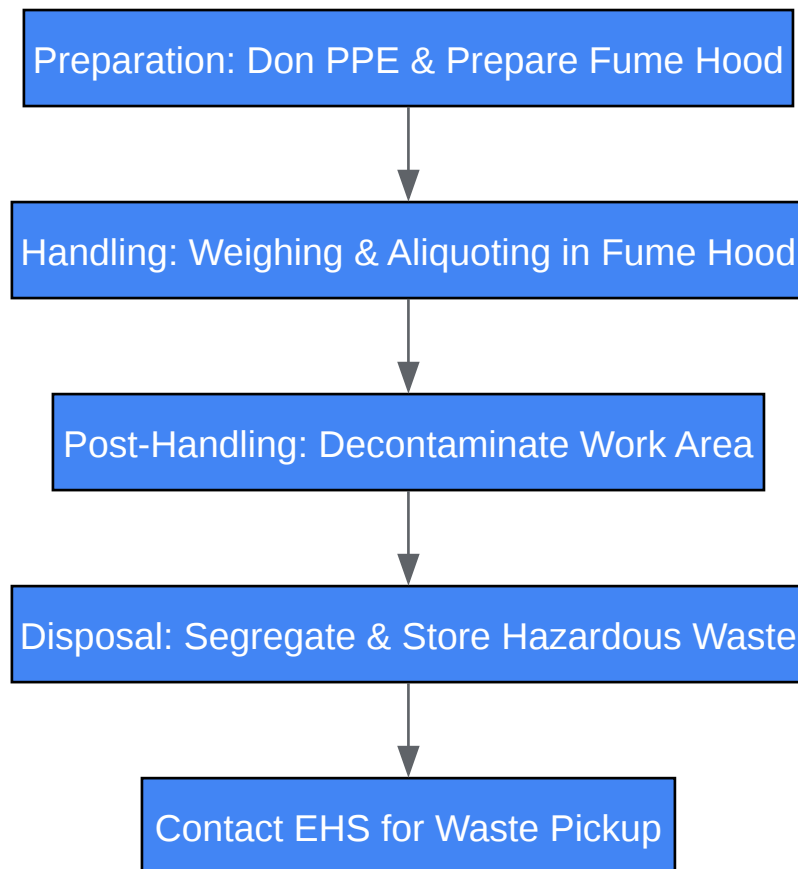 Preparation: Don PPE & Prepare Fume Hood
Handling: Weighing & Aliquoting in Fume Hood
Post-Handling: Decontaminate Work Area
Disposal: Segregate & Store Hazardous Waste
Contact EHS for Waste Pickup